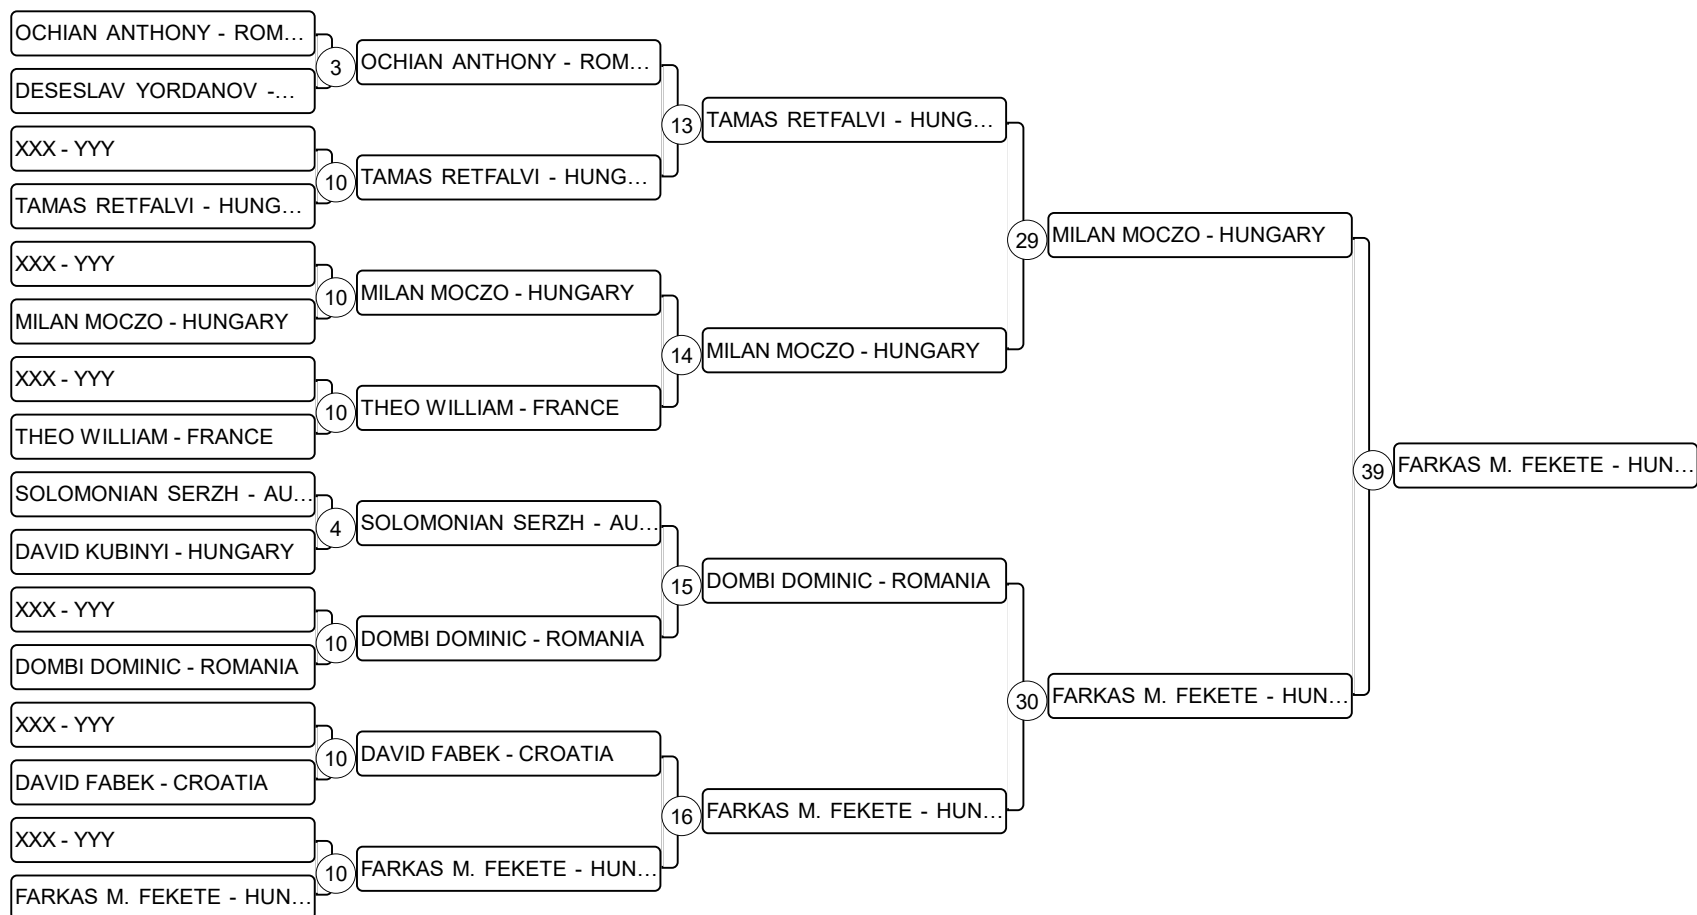 OCHIAN ANTHONY - ROM...
DESESLAV YORDANOV -...
XXX - YYY
TAMAS RETFALVI - HUNG...
XXX - YYY
MILAN MOCZO - HUNGARY
XXX - YYY
THEO WILLIAM - FRANCE
SOLOMONIAN SERZH - AU...
DAVID KUBINYI - HUNGARY
XXX - YYY
DOMBI DOMINIC - ROMANIA
XXX - YYY
DAVID FABEK - CROATIA
XXX - YYY
FARKAS M. FEKETE - HUN...
3
10
10
10
4
10
10
10
OCHIAN ANTHONY - ROM...
TAMAS RETFALVI - HUNG...
MILAN MOCZO - HUNGARY
THEO WILLIAM - FRANCE
SOLOMONIAN SERZH - AU...
DOMBI DOMINIC - ROMANIA
DAVID FABEK - CROATIA
FARKAS M. FEKETE - HUN...
13
14
15
16
TAMAS RETFALVI - HUNG...
MILAN MOCZO - HUNGARY
DOMBI DOMINIC - ROMANIA
FARKAS M. FEKETE - HUN...
29
30
MILAN MOCZO - HUNGARY
FARKAS M. FEKETE - HUN...
39
FARKAS M. FEKETE - HUN...